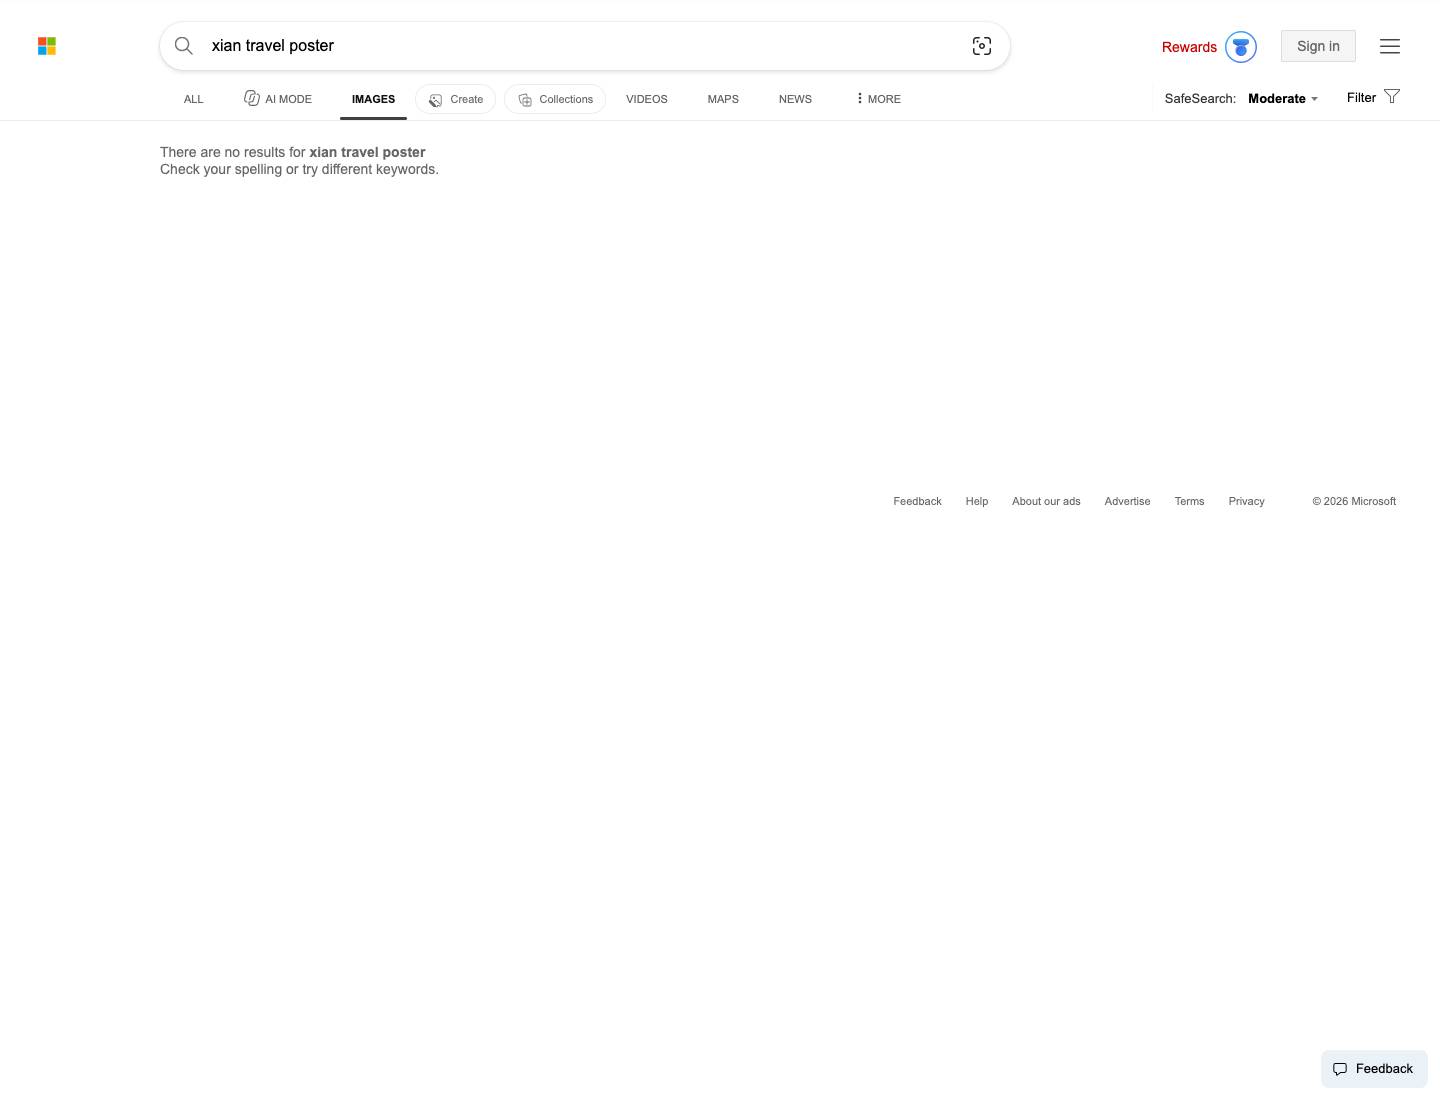 xian travel poster
Rewards
Sign in
ALL
AI MODE
IMAGES
Create
Collections
VIDEOS
MAPS
NEWS
MORE
SafeSearch: Moderate
Filter
There are no results for xian travel poster
Check your spelling or try different keywords.
Feedback Help About our ads Advertise Terms Privacy © 2026 Microsoft
Feedback